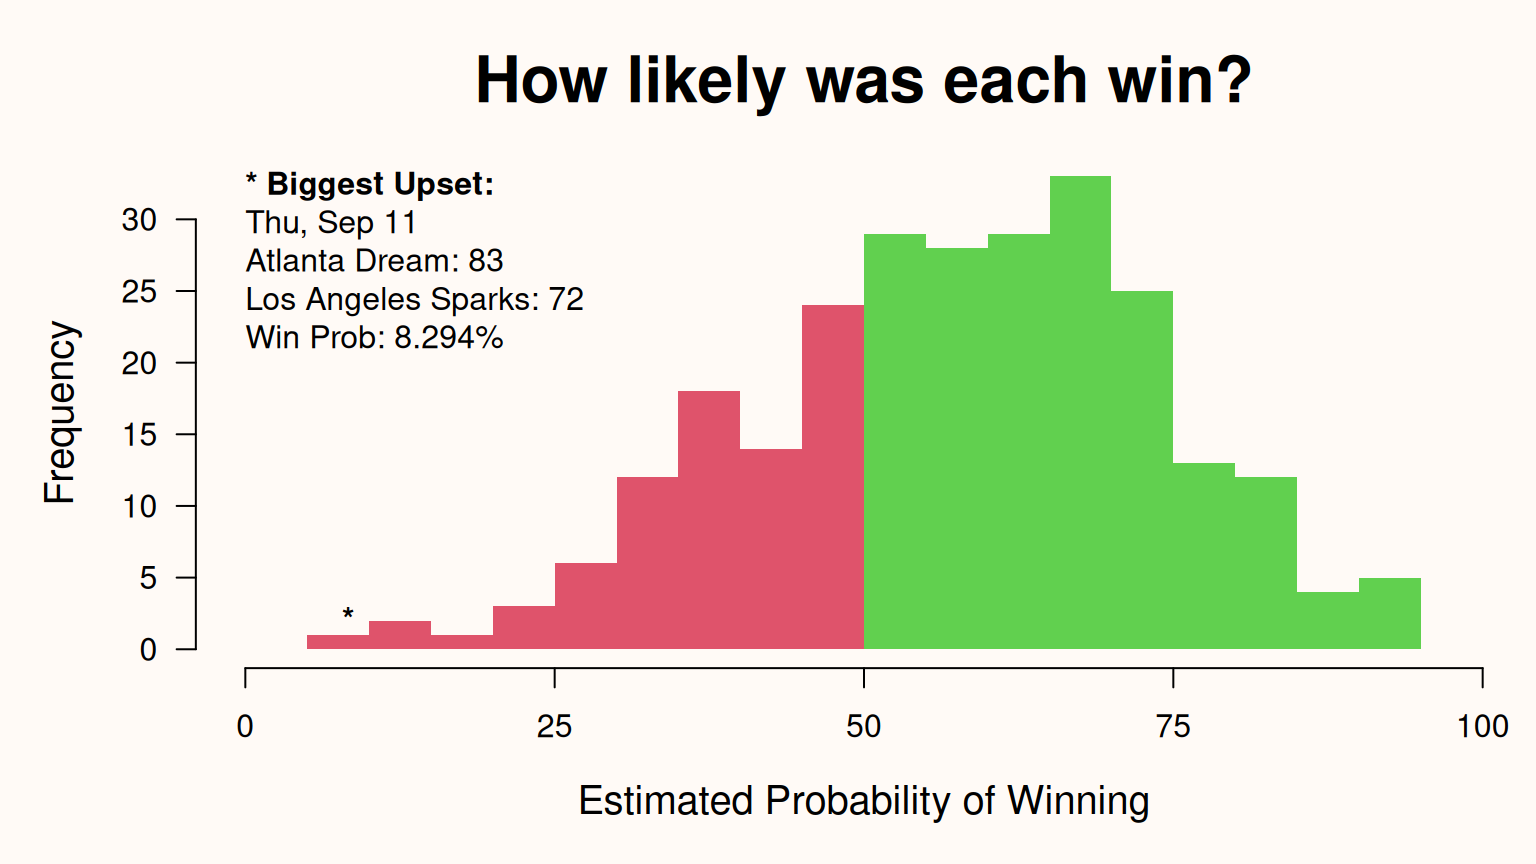 How likely was each win?
* Biggest Upset:
Thu, Sep 11
Atlanta Dream: 83
Los Angeles Sparks: 72
Win Prob: 8.294%
Frequency
30
25
20
15
10
5
0
*
0 25 50 75 100
Estimated Probability of Winning